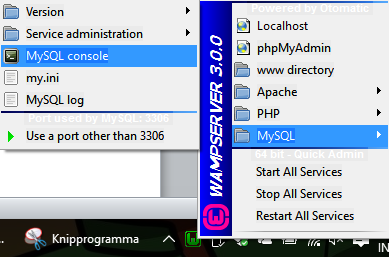 Version
Service administration
MySQL console
my.ini
MySQL log
Port used by MySQL: 3306
Use a port other than 3306
WAMPSERVER 3.0.0
Powered by Otomatic
Localhost
phpMyAdmin
www directory
Apache
PHP
MySQL
64 bit - Quick Admin
Start All Services
Stop All Services
Restart All Services
Knipprogramma
IN